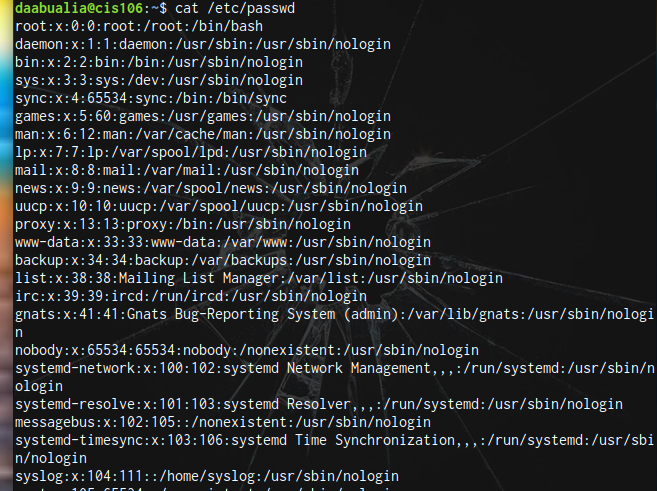 daabualia@cis106:~$ cat /etc/passwd
root:x:0:0:root:/root:/bin/bash
daemon:x:1:1:daemon:/usr/sbin:/usr/sbin/nologin
bin:x:2:2:bin:/bin:/usr/sbin/nologin
sys:x:3:3:sys:/dev:/usr/sbin/nologin
sync:x:4:65534:sync:/bin:/bin/sync
games:x:5:60:games:/usr/games:/usr/sbin/nologin
man:x:6:12:man:/var/cache/man:/usr/sbin/nologin
lp:x:7:7:lp:/var/spool/lpd:/usr/sbin/nologin
mail:x:8:8:mail:/var/mail:/usr/sbin/nologin
news:x:9:9:news:/var/spool/news:/usr/sbin/nologin
uucp:x:10:10:uucp:/var/spool/uucp:/usr/sbin/nologin
proxy:x:13:13:proxy:/bin:/usr/sbin/nologin
www-data:x:33:33:www-data:/var/www:/usr/sbin/nologin
backup:x:34:34:backup:/var/backups:/usr/sbin/nologin
list:x:38:38:Mailing List Manager:/var/list:/usr/sbin/nologin
irc:x:39:39:ircd:/run/ircd:/usr/sbin/nologin
gnats:x:41:41:Gnats Bug-Reporting System (admin):/var/lib/gnats:/usr/sbin/nologi
n
nobody:x:65534:65534:nobody:/nonexistent:/usr/sbin/nologin
systemd-network:x:100:102:systemd Network Management,,,:/run/systemd:/usr/sbin/n
ologin
systemd-resolve:x:101:103:systemd Resolver,,,:/run/systemd:/usr/sbin/nologin
messagebus:x:102:105::/nonexistent:/usr/sbin/nologin
systemd-timesync:x:103:106:systemd Time Synchronization,,,:/run/systemd:/usr/sbi
n/nologin
syslog:x:104:111::/home/syslog:/usr/sbin/nologin